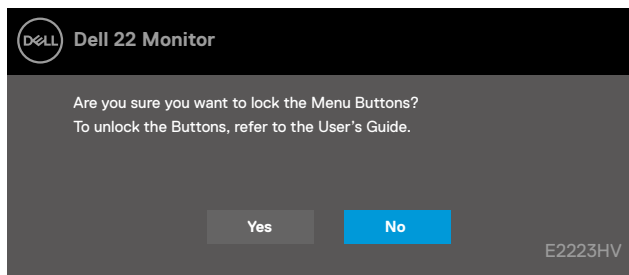 DELL Dell 22 Monitor
Are you sure you want to lock the Menu Buttons?
To unlock the Buttons, refer to the User’s Guide.
Yes No
E2223HV